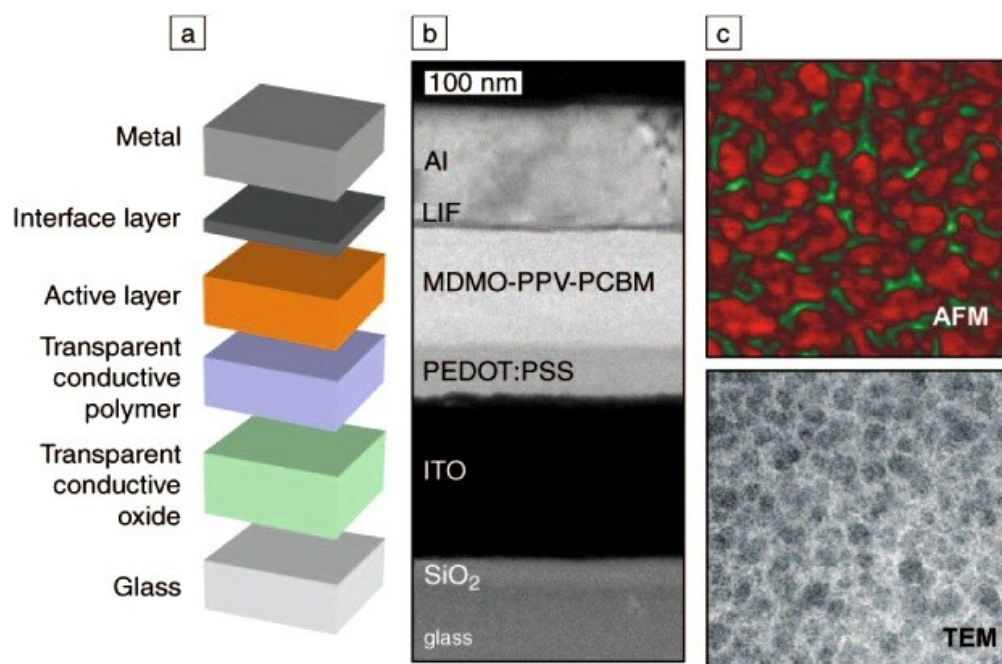 a
Metal
Interface layer
Active layer
Transparent
conductive
polymer
Transparent
conductive
oxide
Glass
b
100 nm
Al
LIF
MDMO-PPV-PCBM
PEDOT:PSS
ITO
SiO₂
glass
c
AFM
TEM